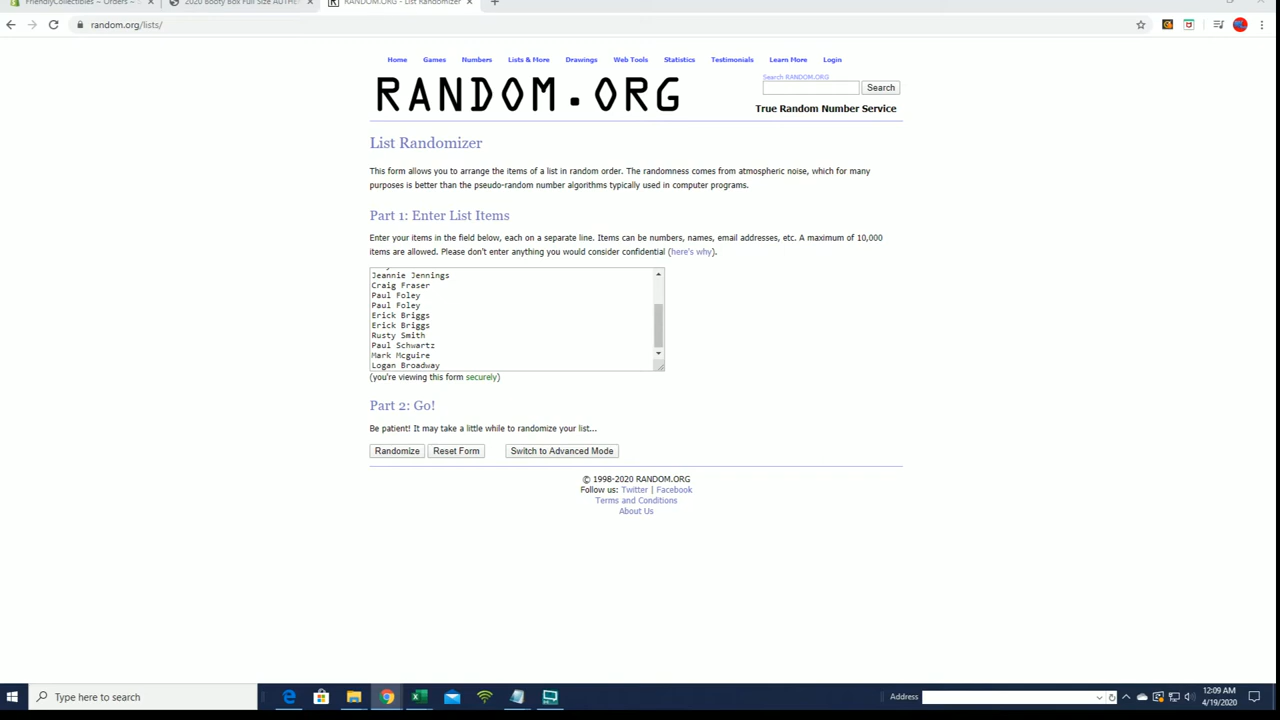 FriendlyCollectibles – Orders –
2020 Booty Box Full Size AUTHE
RANDOM.ORG - List Randomizer
random.org/lists/
Home Games Numbers Lists & More Drawings Web Tools Statistics Testimonials Learn More Login
RANDOM.ORG
Search RANDOM.ORG
Search
True Random Number Service
List Randomizer
This form allows you to arrange the items of a list in random order. The randomness comes from atmospheric noise, which for many
purposes is better than the pseudo-random number algorithms typically used in computer programs.
Part 1: Enter List Items
Enter your items in the field below, each on a separate line. Items can be numbers, names, email addresses, etc. A maximum of 10,000
items are allowed. Please don't enter anything you would consider confidential (here's why).
Jeannie Jennings
Craig Fraser
Paul Foley
Paul Foley
Erick Briggs
Erick Briggs
Rusty Smith
Paul Schwartz
Mark Mcguire
Logan Broadway
(you're viewing this form securely)
Part 2: Go!
Be patient! It may take a little while to randomize your list...
Randomize Reset Form Switch to Advanced Mode
© 1998-2020 RANDOM.ORG
Follow us: Twitter | Facebook
Terms and Conditions
About Us
Type here to search
Address
12:09 AM
4/19/2020